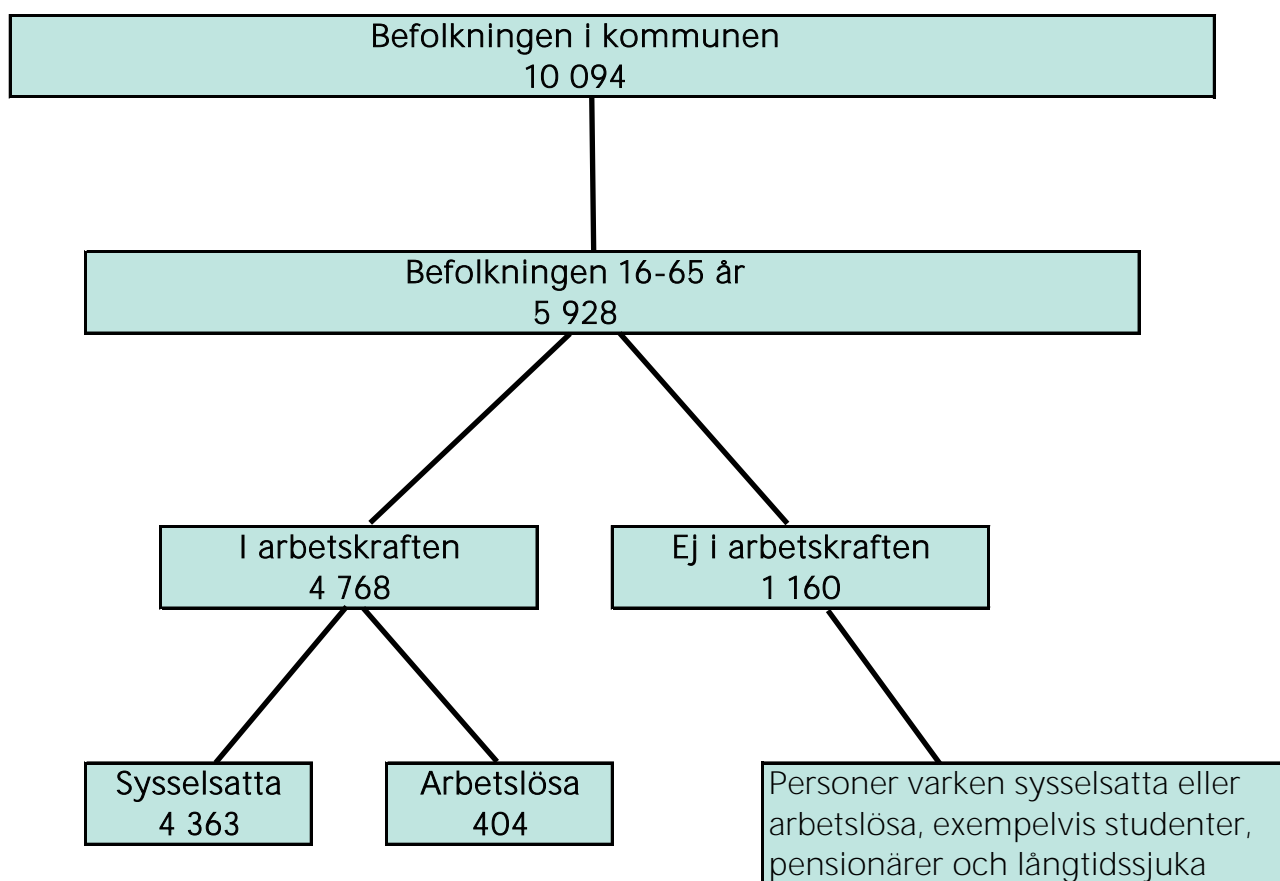 Befolkningen i kommunen
10 094
Befolkningen 16-65 år
5 928
I arbetskraften
4 768
Ej i arbetskraften
1 160
Sysselsatta
4 363
Arbetslösa
404
Personer varken sysselsatta eller
arbetslösa, exempelvis studenter,
pensionärer och långtidssjuka